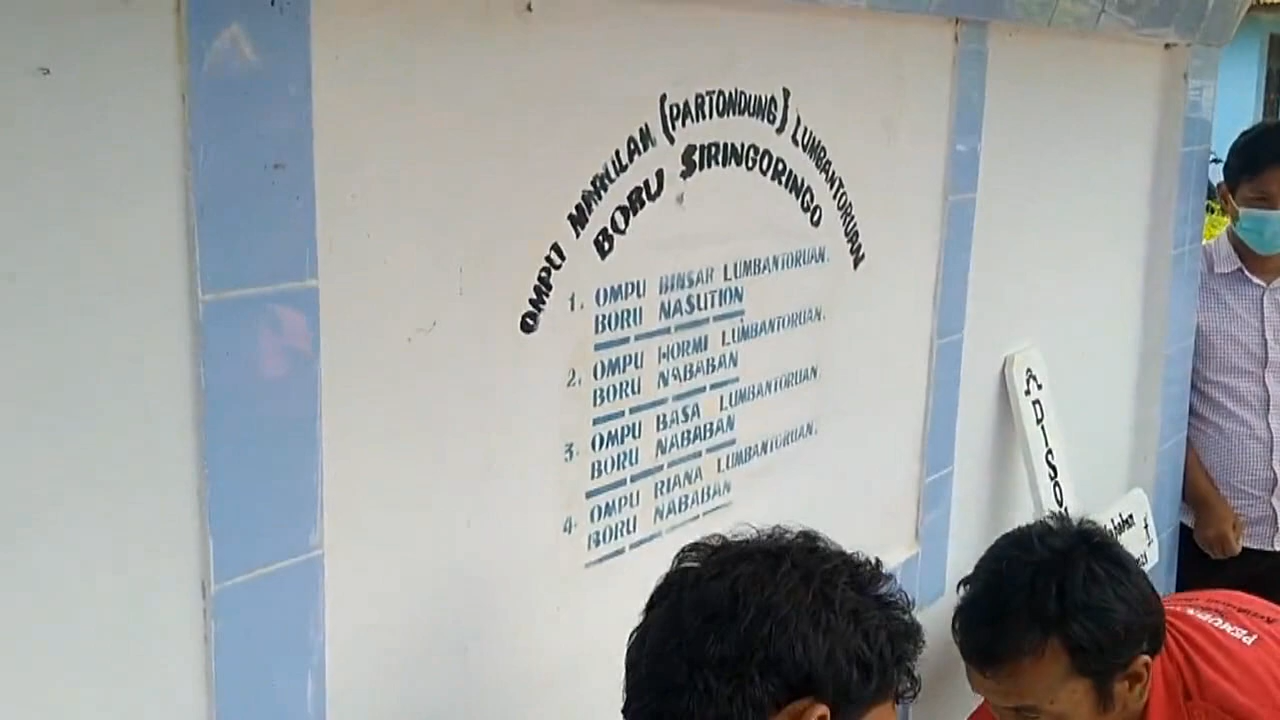 OMPU MARULAM (PARTONDUNG) LUMBANTORUAN
BORU SIRINGORINGO
1. OMPU BINSAR LUMBANTORUAN.
BORU NASUTION
2. OMPU HORMI LUMBANTORUAN.
BORU NABABAN
3. OMPU BASA LUMBANTORUAN.
BORU NABABAN
4. OMPU RIANA LUMBANTORUAN.
BORU NABABAN